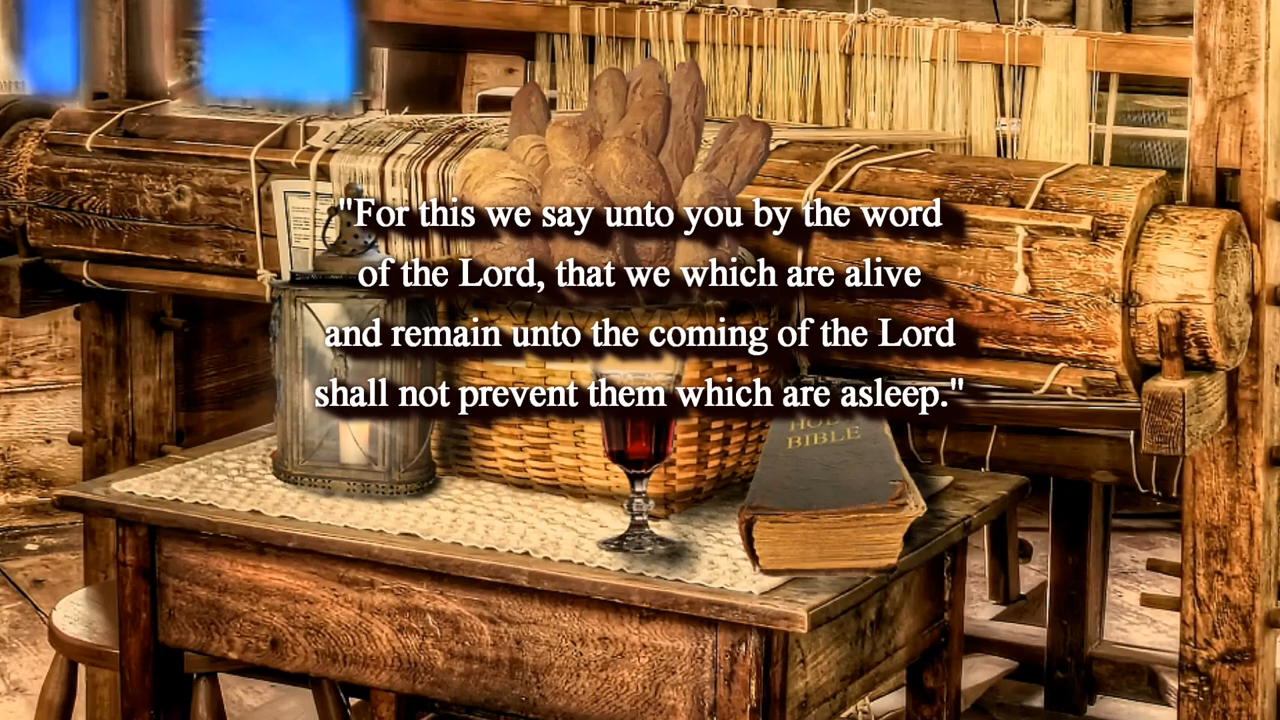 "For this we say unto you by the word
of the Lord, that we which are alive
and remain unto the coming of the Lord
shall not prevent them which are asleep."
HOLY
BIBLE